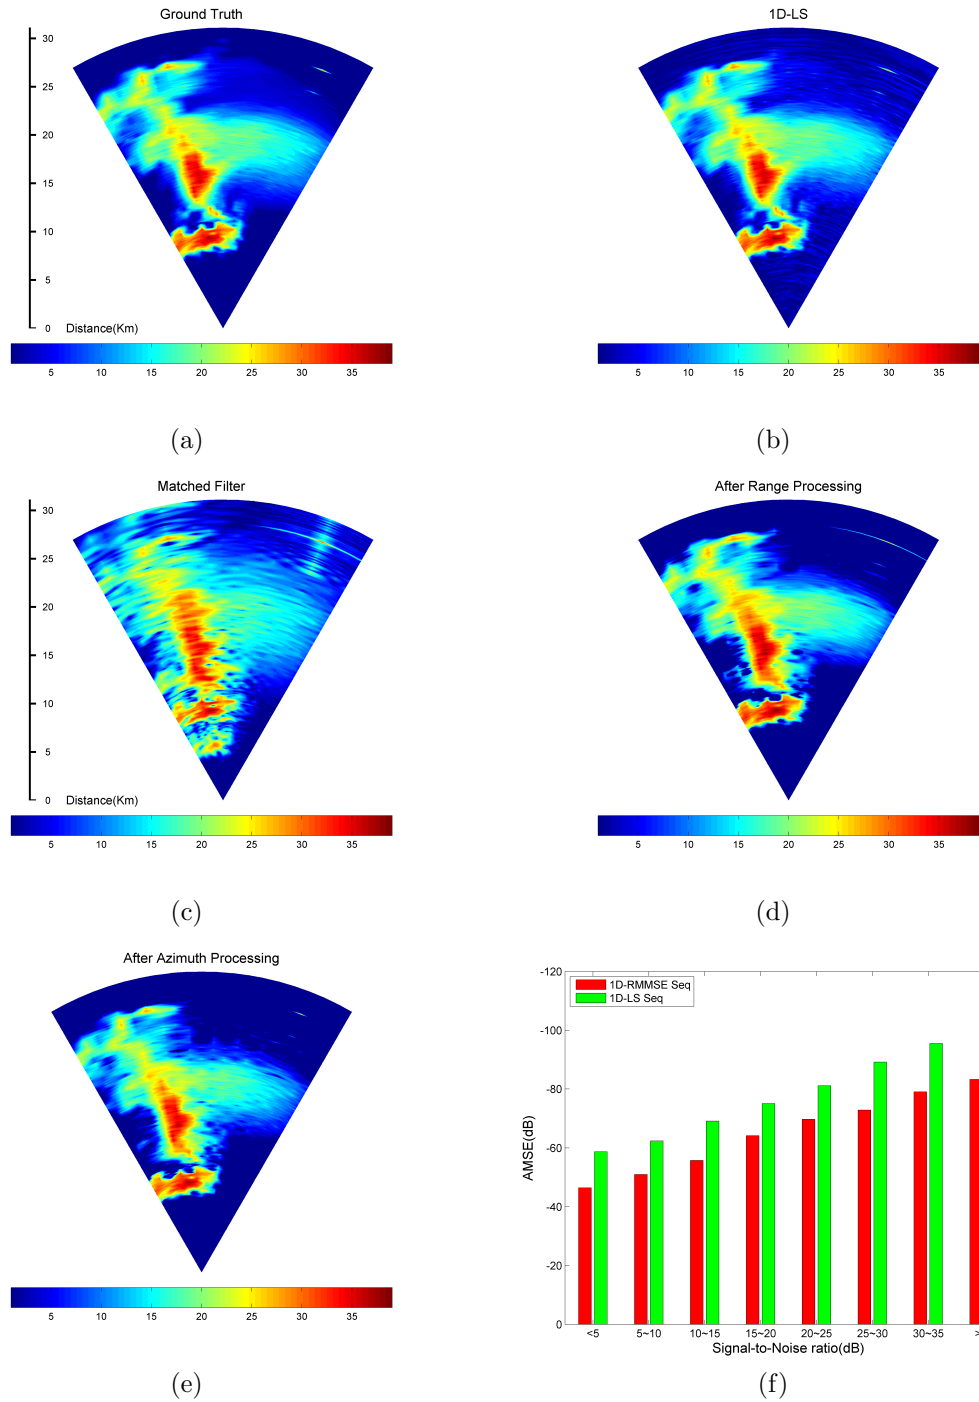 Ground Truth
30
25
20
15
10
5
0 Distance(Km)
5 10 15 20 25 30 35
(a)
1D-LS
5 10 15 20 25 30 35
(b)
Matched Filter
30
25
20
15
10
5
0 Distance(Km)
5 10 15 20 25 30 35
(c)
After Range Processing
5 10 15 20 25 30 35
(d)
After Azimuth Processing
5 10 15 20 25 30 35
(e)
-120
-100
-80
-60
-40
-20
0
AMSE(dB)
1D-RMMSE Seq
1D-LS Seq
<5 5~10 10~15 15~20 20~25 25~30 30~35 >
Signal-to-Noise ratio(dB)
(f)